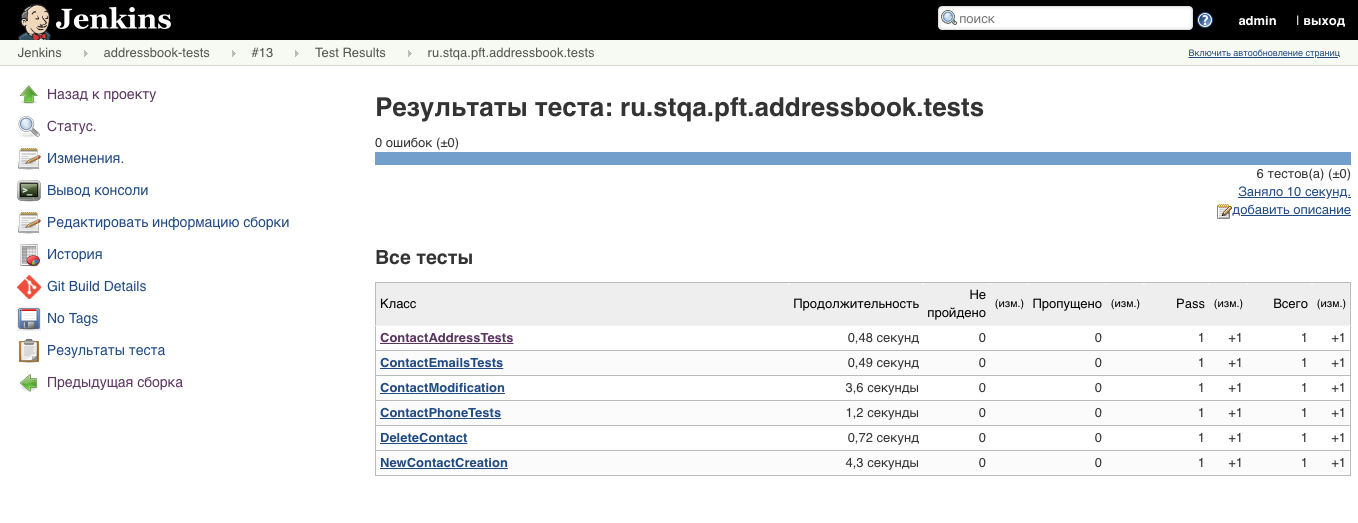 Jenkins
поиск
admin
| выход
Jenkins addressbook-tests #13 Test Results ru.stqa.pft.addressbook.tests
Включить автообновление страниц
Назад к проекту
Статус.
Изменения.
Вывод консоли
Редактировать информацию сборки
История
Git Build Details
No Tags
Результаты теста
Предыдущая сборка
Результаты теста: ru.stqa.pft.addressbook.tests
0 ошибок (±0)
6 тестов(а) (±0)
Заняло 10 секунд.
добавить описание
Все тесты
Класс Продолжительность Не пройдено (изм.) Пропущено (изм.) Pass (изм.) Всего (изм.)
ContactAddressTests 0,48 секунд 0 0 1 +1 1 +1
ContactEmailsTests 0,49 секунд 0 0 1 +1 1 +1
ContactModification 3,6 секунды 0 0 1 +1 1 +1
ContactPhoneTests 1,2 секунды 0 0 1 +1 1 +1
DeleteContact 0,72 секунд 0 0 1 +1 1 +1
NewContactCreation 4,3 секунды 0 0 1 +1 1 +1